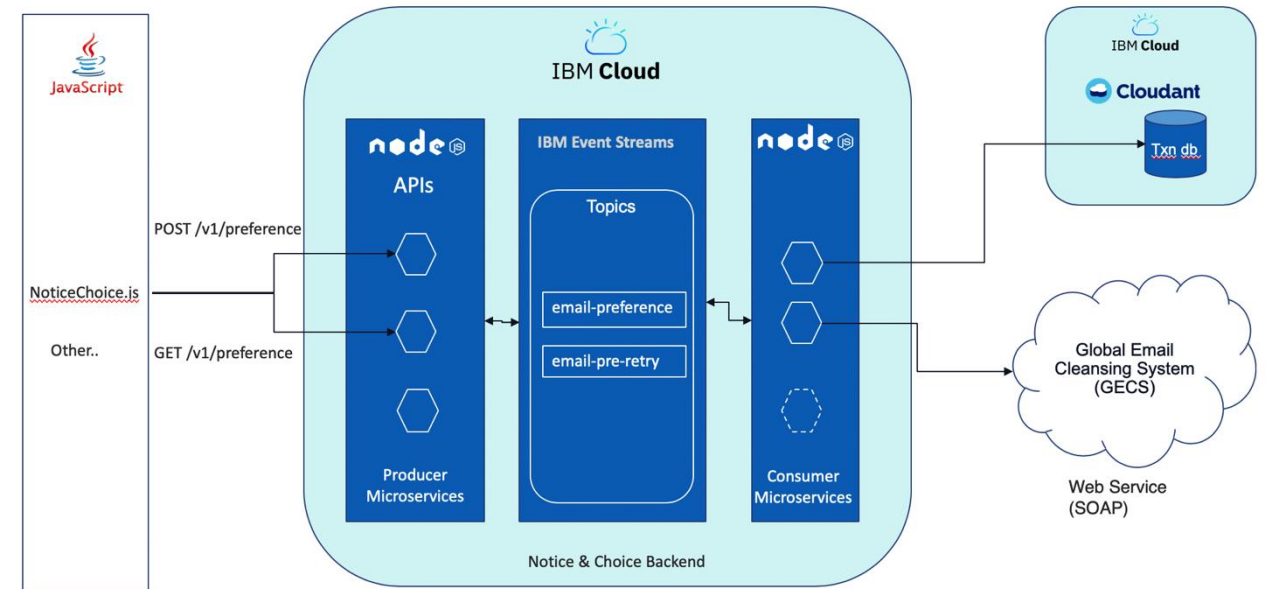 JavaScript
NoticeChoice.js
Other..
POST /v1/preference
GET /v1/preference
IBM Cloud
node JS
APIs
Producer
Microservices
IBM Event Streams
Topics
email-preference
email-pre-retry
node JS
Consumer
Microservices
Notice & Choice Backend
IBM Cloud
Cloudant
Txn db
Global Email
Cleansing System
(GECS)
Web Service
(SOAP)